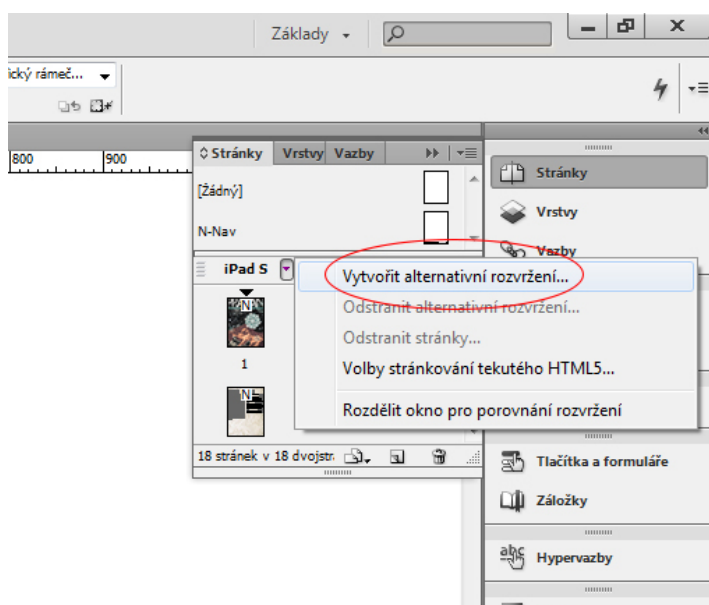 Základy
ický rámeč...
800 900
Stránky Vrstvy Vazby
[Žádný]
N-Nav
iPad S
N
1
N
18 stránek v 18 dvojstr.
Vytvořit alternativní rozvržení...
Odstranit alternativní rozvržení...
Odstranit stránky...
Volby stránkování tekutého HTML5...
Rozdělit okno pro porovnání rozvržení
Stránky
Vrstvy
Vazby
Tlačítka a formuláře
Záložky
Hypervazby